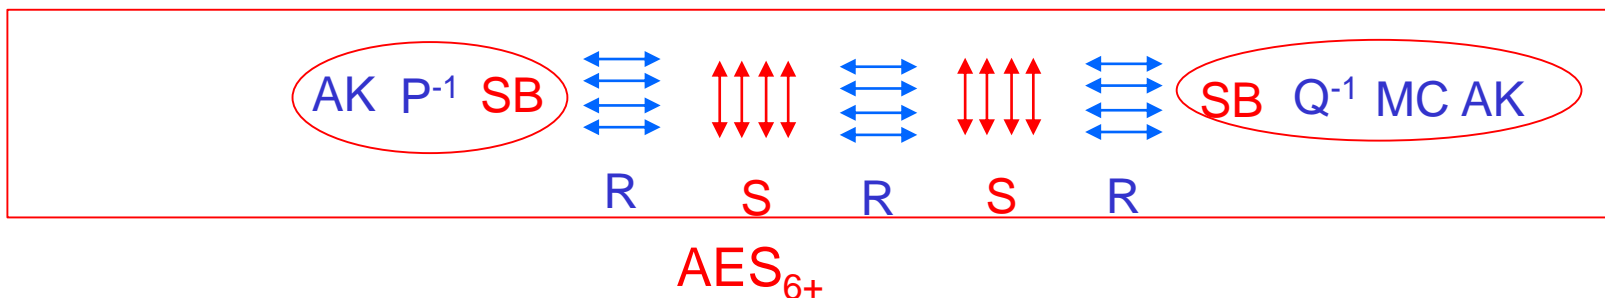 AK P⁻¹ SB SB Q⁻¹ MC AK
R S R S R
AES₆₊